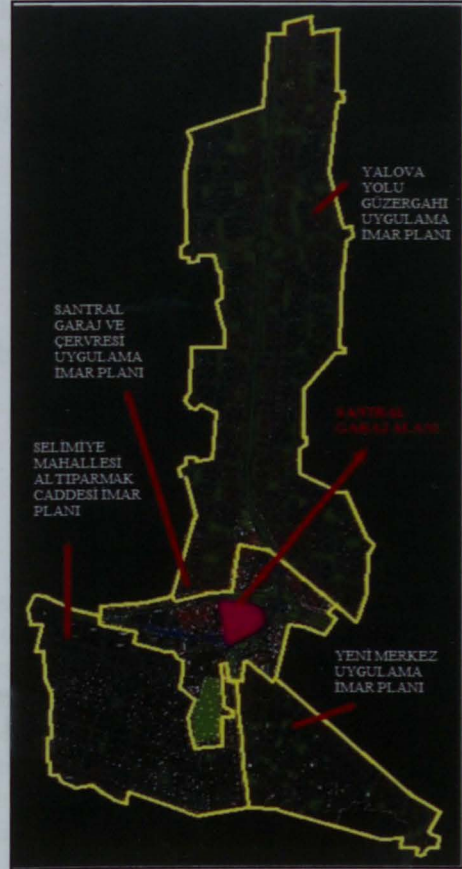 YALOVA
YOLU
GÜZERGAHI
UYGULAMA
İMAR PLANI
SANTRAL
GARAJ VE
ÇERVRESİ
UYGULAMA
İMAR PLANI
SANTRAL
GARAJ ALANI
SELİMİYE
MAHALLESİ
ALTIPARMAK
CADDESİ İMAR
PLANI
YENİ MERKEZ
UYGULAMA
İMAR PLANI